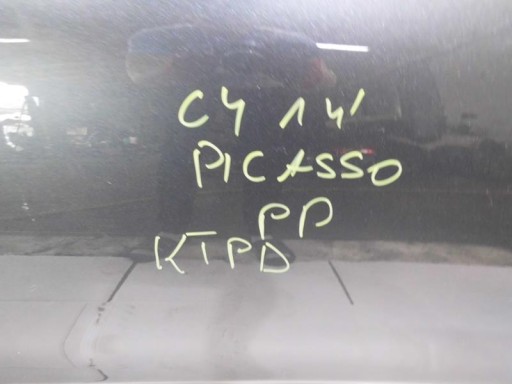 C4 14'
PICASSO
PP
KTPD